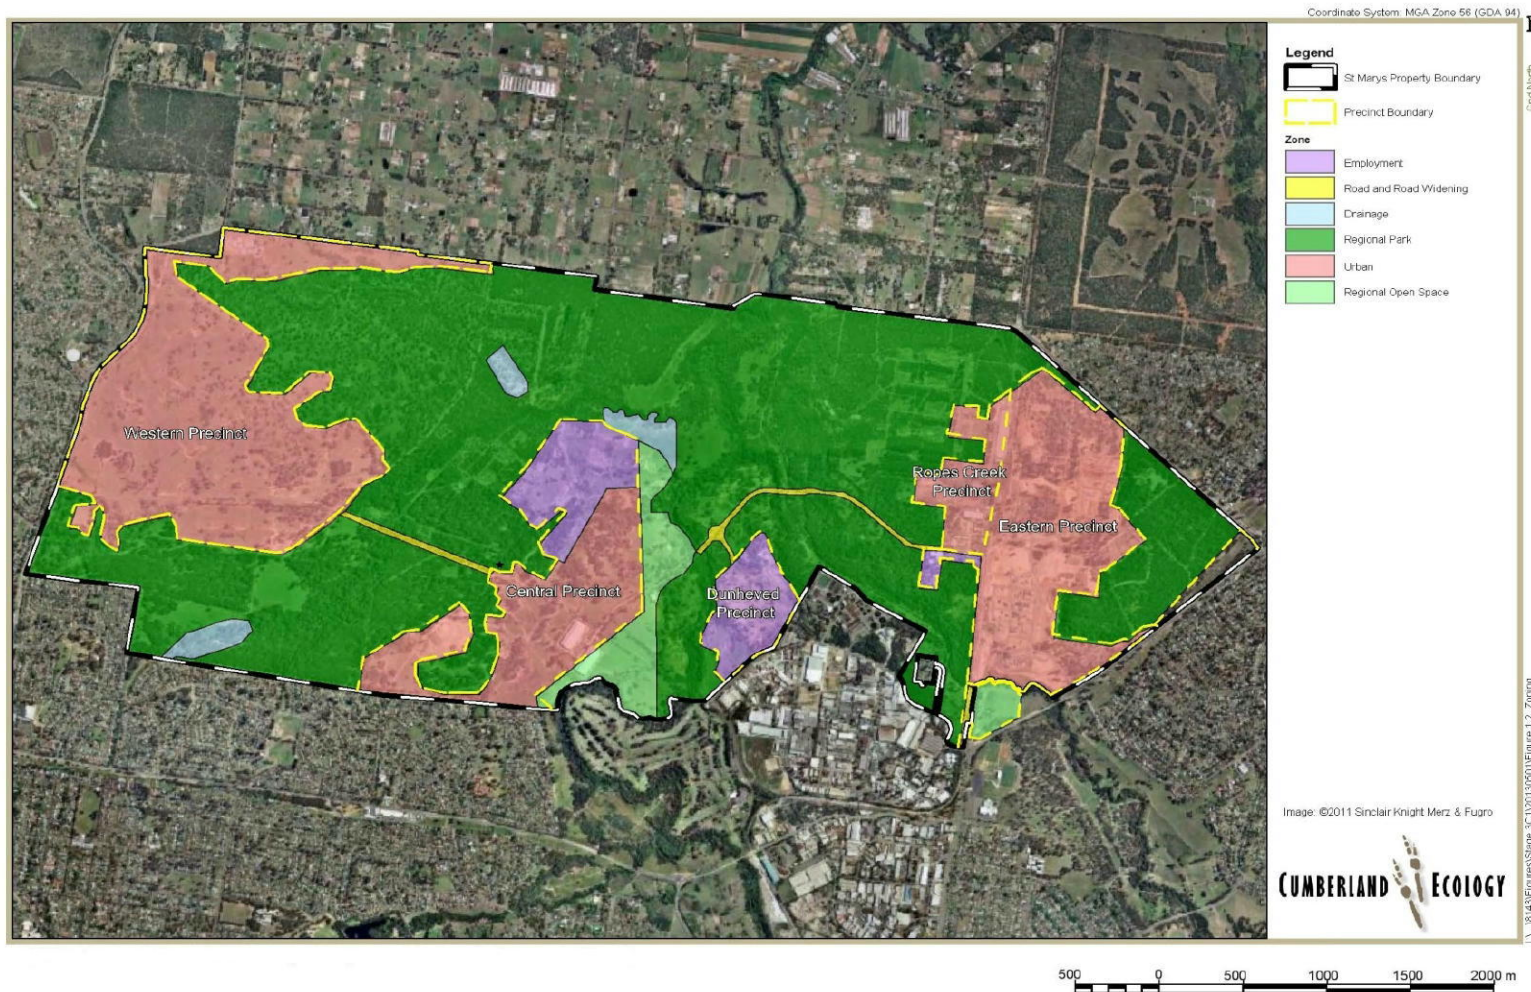 Coordinate System: MGA Zone 56 (GDA 94)
Legend
St Marys Property Boundary
Precinct Boundary
Zone
Employment
Road and Road Widening
Drainage
Regional Park
Urban
Regional Open Space
Western Precinct
Ropes Creek
Precinct
Eastern Precinct
Central Precinct
Dunheved
Precinct
Image: ©2011 Sinclair Knight Merz & Fugro
CUMBERLAND ECOLOGY
500 0 500 1000 1500 2000 m